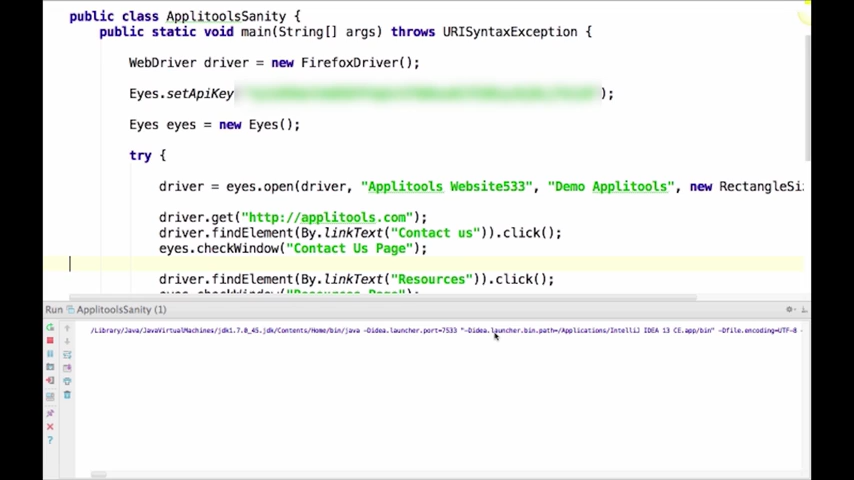 public class ApplitoolsSanity {
public static void main(String[] args) throws URISyntaxException {
WebDriver driver = new FirefoxDriver();
Eyes.setApiKey( );
Eyes eyes = new Eyes();
try {
driver = eyes.open(driver, "Applitools Website533", "Demo Applitools", new RectangleSi
driver.get("http://applitools.com");
driver.findElement(By.linkText("Contact us")).click();
eyes.checkWindow("Contact Us Page");
driver.findElement(By.linkText("Resources")).click();
eyes.checkWindow("Resources Page");
Run ApplitoolsSanity (1)
/Library/Java/JavaVirtualMachines/jdk1.7.0_45.jdk/Contents/Home/bin/java -Didea.launcher.port=7533 "-Didea.launcher.bin.path=/Applications/IntelliJ IDEA 13 CE.app/bin" -Dfile.encoding=UTF-8 -